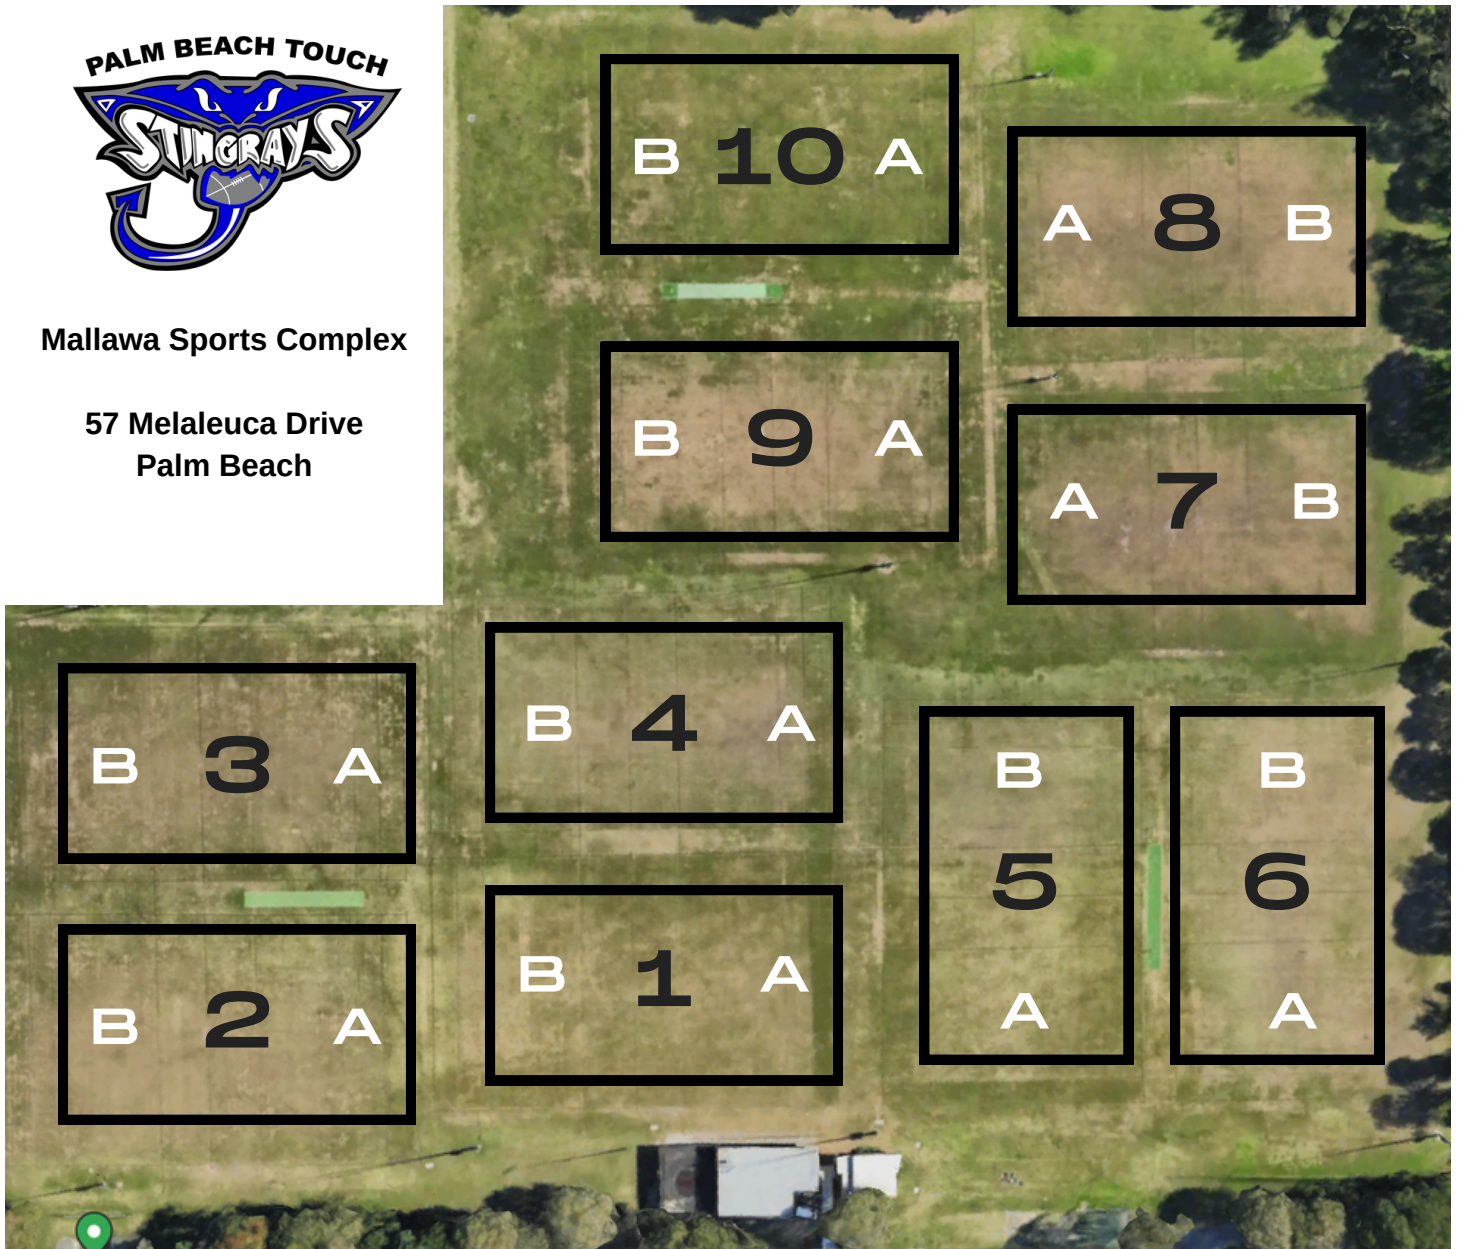 PALM BEACH TOUCH
STINGRAYS
Mallawa Sports Complex
57 Melaleuca Drive
Palm Beach
B 10 A
A 8 B
B 9 A
A 7 B
B 4 A
B 3 A
B
5
A
B
6
A
B 1 A
B 2 A